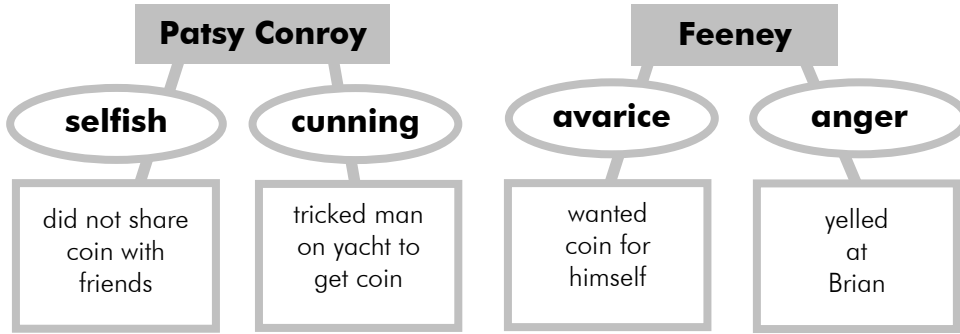 Patsy Conroy
selfish
cunning
did not share
coin with
friends
tricked man
on yacht to
get coin
Feeney
avarice
anger
wanted
coin for
himself
yelled
at
Brian